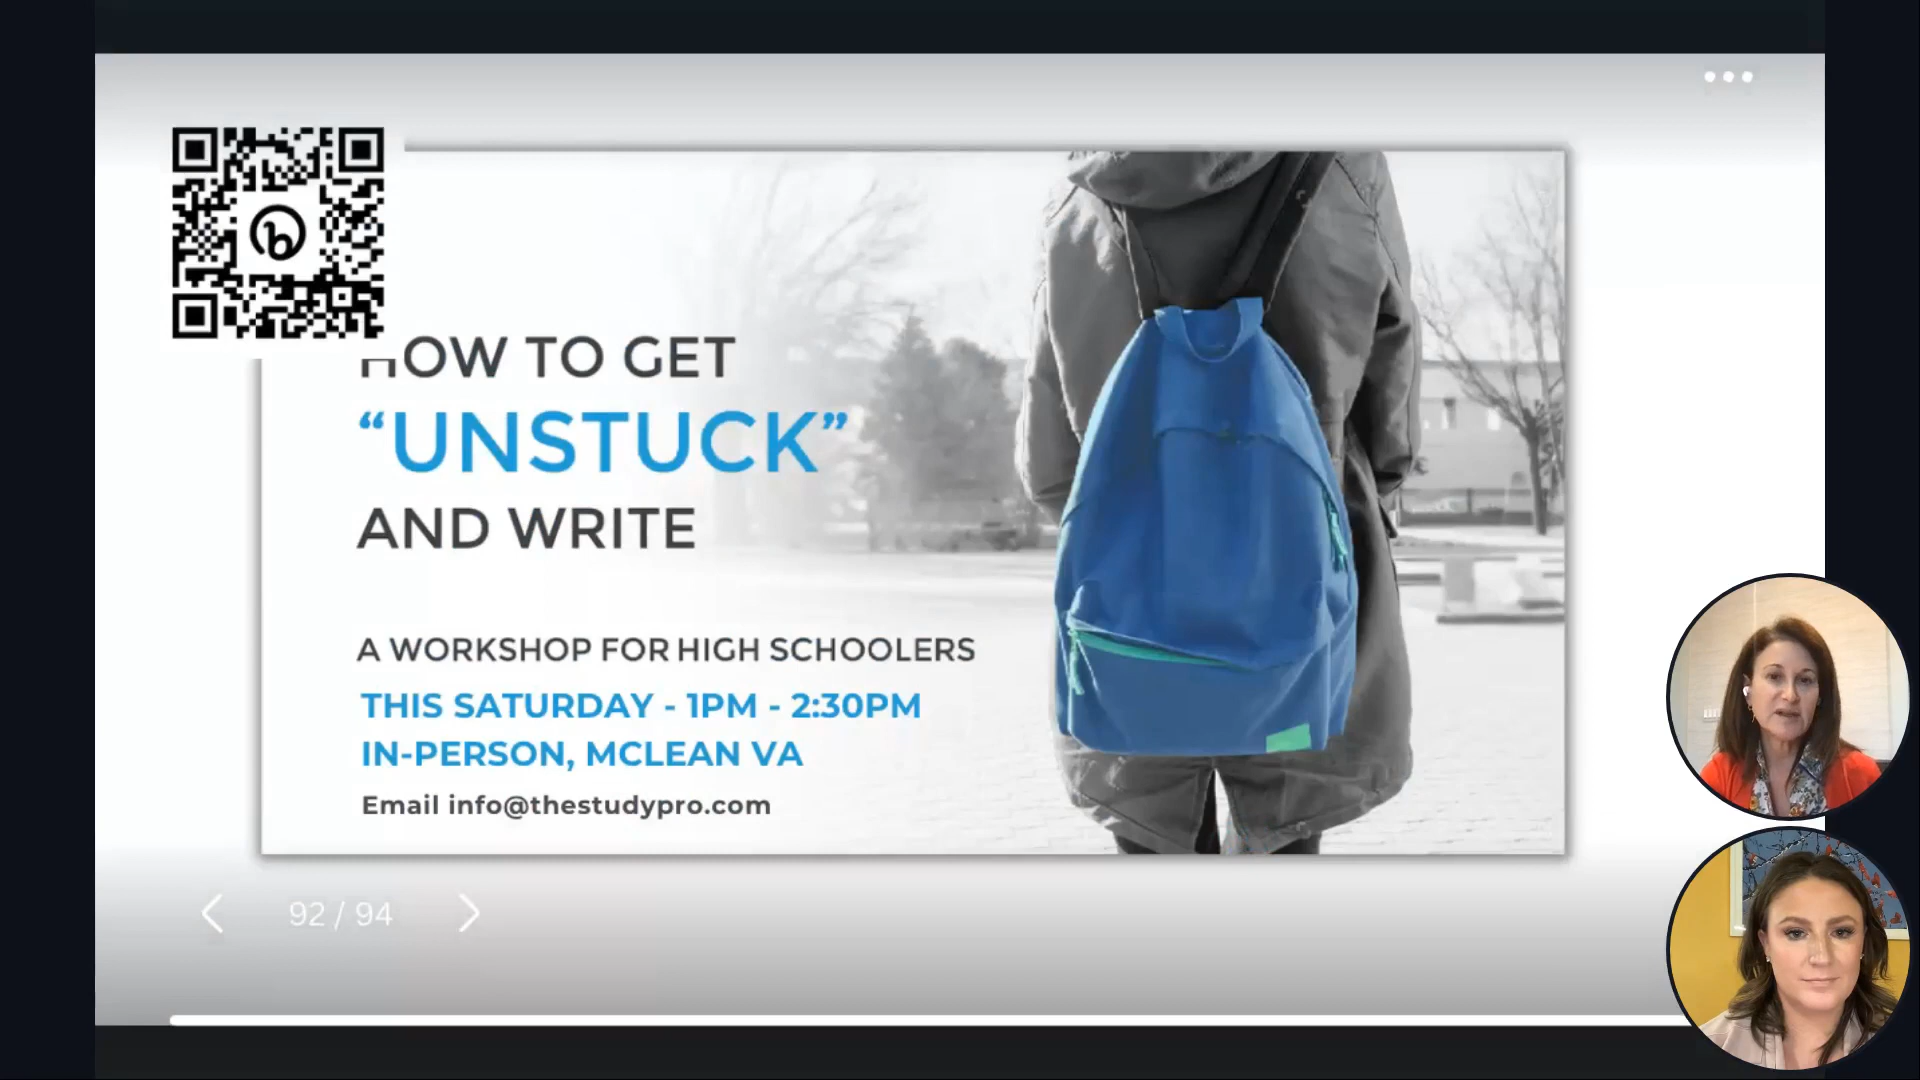 HOW TO GET
“UNSTUCK”
AND WRITE
A WORKSHOP FOR HIGH SCHOOLERS
THIS SATURDAY - 1PM - 2:30PM
IN-PERSON, MCLEAN VA
Email info@thestudypro.com
92 / 94